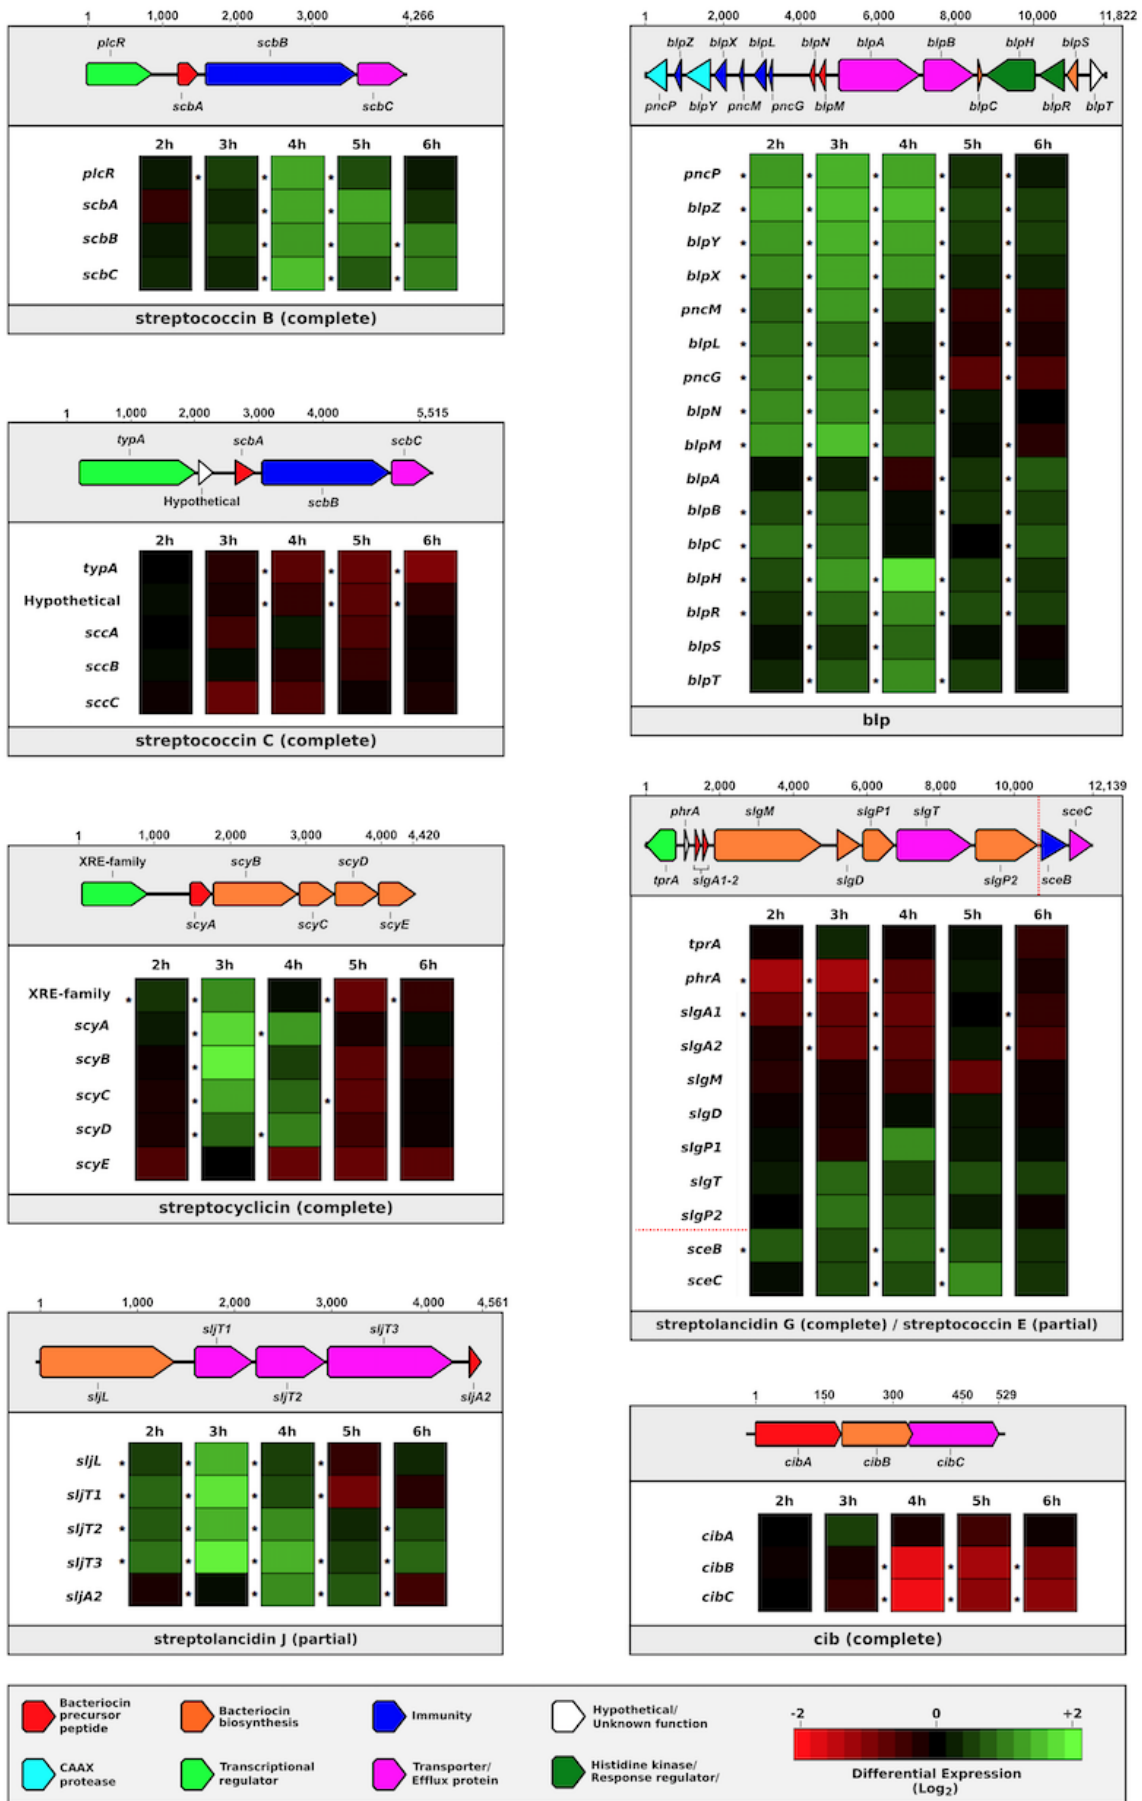 1 1,000 2,000 3,000 4,266
plcR scbB
scbA scbC
2h 3h 4h 5h 6h
plcR * * *
scbA * *
scbB * * *
scbC * * *
streptococcin B (complete)
1 1,000 2,000 3,000 4,000 5,515
typA scbA scbC
Hypothetical scbB
2h 3h 4h 5h 6h
typA * * *
Hypothetical * * *
sccA
sccB
sccC
streptococcin C (complete)
1 1,000 2,000 3,000 4,000 4,420
XRE-family scyB scyD
scyA scyC scyE
2h 3h 4h 5h 6h
XRE-family * * * *
scyA * *
scyB *
scyC * *
scyD * *
scyE
streptocyclicin (complete)
1 1,000 2,000 3,000 4,000 4,561
sljT1 sljT3
sljL sljT2 sljA2
2h 3h 4h 5h 6h
sljL * * * *
sljT1 * * * *
sljT2 * * * *
sljT3 * * * * *
sljA2 * * *
streptolancidin J (partial)
1 2,000 4,000 6,000 8,000 10,000 11,822
blpZ blpX blpL blpN blpA blpB blpH blpS
pncP blpY pncM pncG blpM blpC blpR blpT
2h 3h 4h 5h 6h
pncP * * * * *
blpZ * * * * *
blpY * * * * *
blpX * * * * *
pncM * * * * *
blpL * * * * *
pncG * * * * *
blpN * * * * *
blpM * * * * *
blpA * * *
blpB * * * *
blpC * * * *
blpH * * * * *
blpR * * * * *
blpS *
blpT * * *
blp
1 2,000 4,000 6,000 8,000 10,000 12,139
phrA slgM slgP1 slgT sceC
tprA slgA1-2 slgD slgP2 sceB
2h 3h 4h 5h 6h
tprA
phrA * * *
slgA1 * * * *
slgA2 * * *
slgM
slgD
slgP1
slgT
slgP2
sceB * * *
sceC * *
streptolancidin G (complete) / streptococcin E (partial)
1 150 300 450 529
cibA cibB cibC
2h 3h 4h 5h 6h
cibA
cibB * * *
cibC * * *
cib (complete)
Bacteriocin
precursor
peptide
Bacteriocin
biosynthesis
Immunity
Hypothetical/
Unknown function
CAAX
protease
Transcriptional
regulator
Transporter/
Efflux protein
Histidine kinase/
Response regulator/
-2 0 +2
Differential Expression
(Log2)